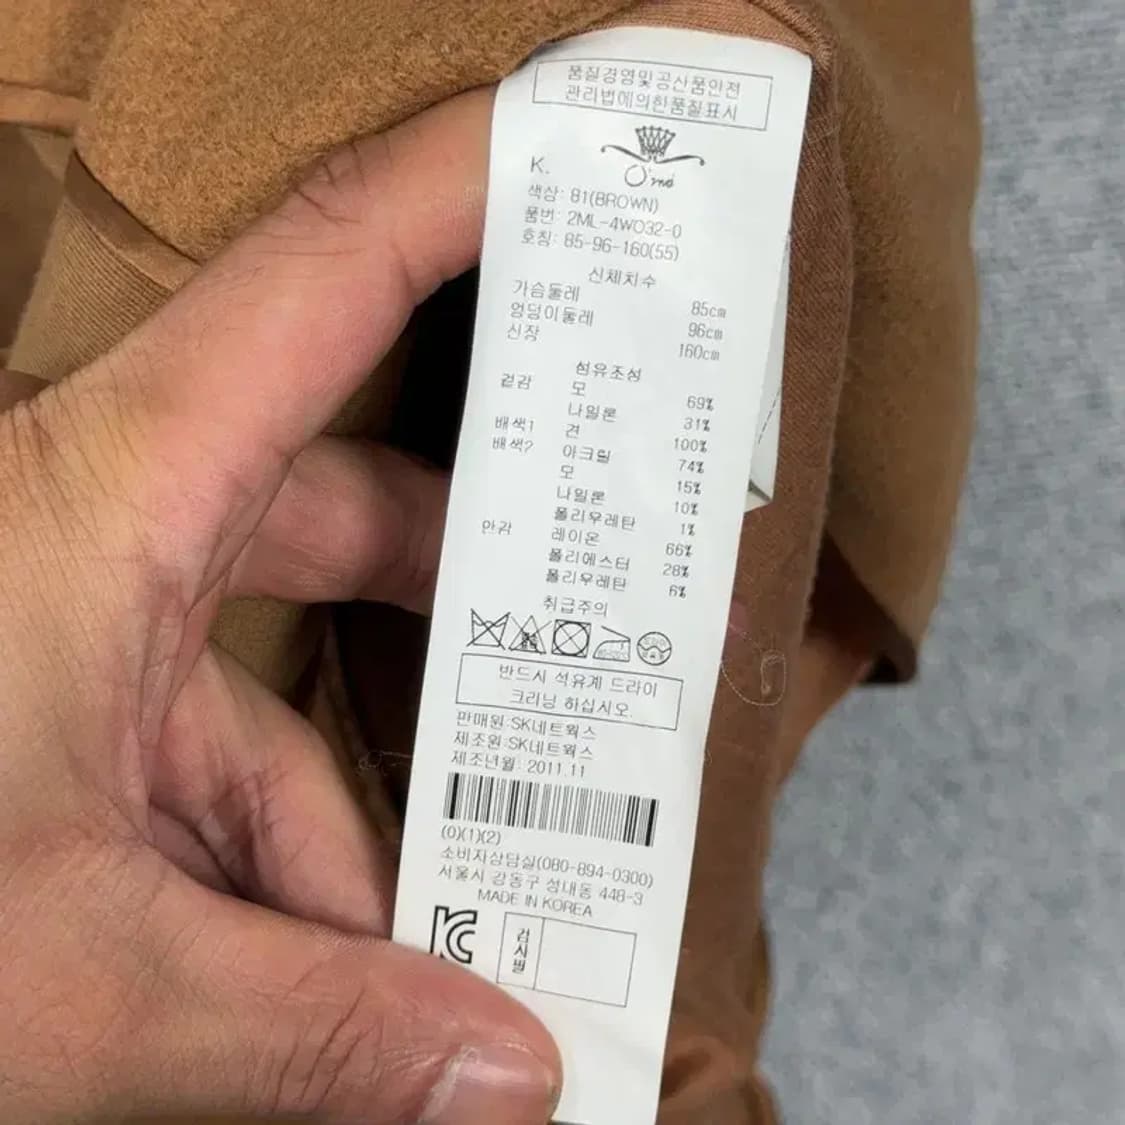 품질경영및공산품안전
관리법에의한품질표시
O'2nd
K.
색상: 81(BROWN)
품번: 2ML-4WO32-0
호칭: 85-96-160(55)
신체치수
가슴둘레 85cm
엉덩이둘레 96cm
신장 160cm
섬유조성
겉감 모 69%
나일론 31%
배색1 견 100%
배색2 아크릴 74%
모 15%
나일론 10%
폴리우레탄 1%
안감 레이온 66%
폴리에스터 28%
폴리우레탄 6%
취급주의
반드시 석유계 드라이
크리닝 하십시오.
판매원:SK네트웍스
제조원:SK네트웍스
제조년월: 2011.11
(0)(1)(2)
소비자상담실(080-894-0300)
서울시 강동구 성내동 448-3
MADE IN KOREA
KC
검사필